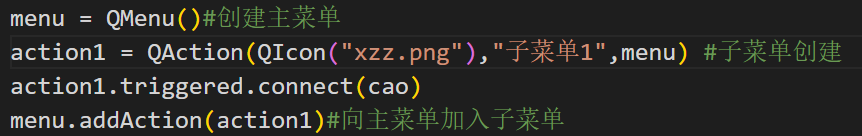 menu = QMenu()#创建主菜单
action1 = QAction(QIcon("xzz.png"),"子菜单1",menu) #子菜单创建
action1.triggered.connect(cao)
menu.addAction(action1)#向主菜单加入子菜单